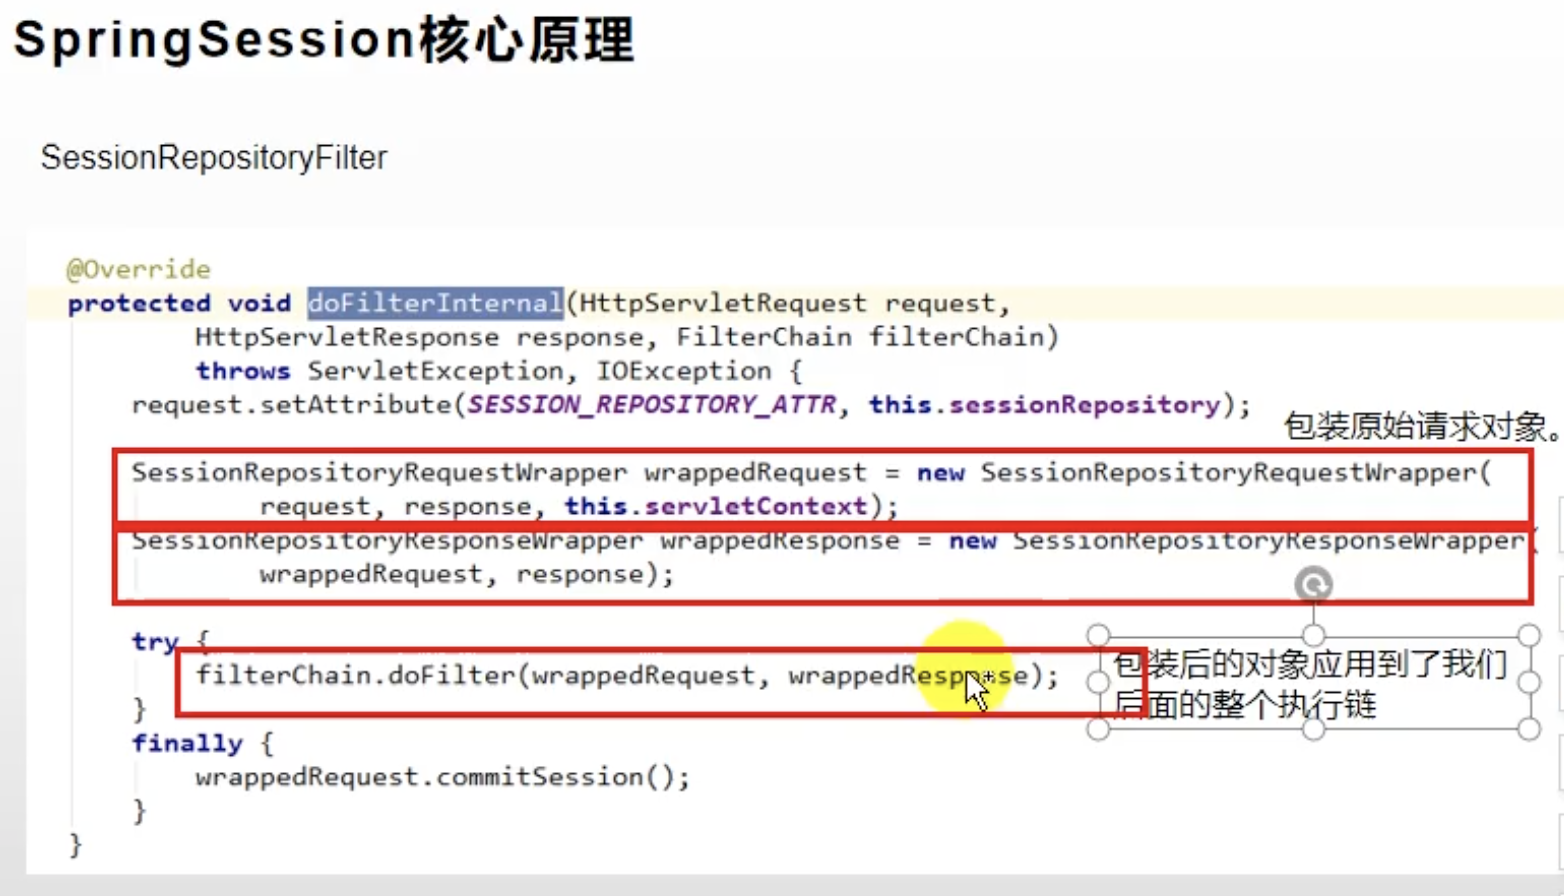 SpringSession核心原理
SessionRepositoryFilter
@Override
protected void doFilterInternal(HttpServletRequest request,
HttpServletResponse response, FilterChain filterChain)
throws ServletException, IOException {
request.setAttribute(SESSION_REPOSITORY_ATTR, this.sessionRepository);
包装原始请求对象。
SessionRepositoryRequestWrapper wrappedRequest = new SessionRepositoryRequestWrapper(
request, response, this.servletContext);
SessionRepositoryResponseWrapper wrappedResponse = new SessionRepositoryResponseWrapper(
wrappedRequest, response);
try {
filterChain.doFilter(wrappedRequest, wrappedResponse);
包装后的对象应用到了我们
后面的整个执行链
}
finally {
wrappedRequest.commitSession();
}
}